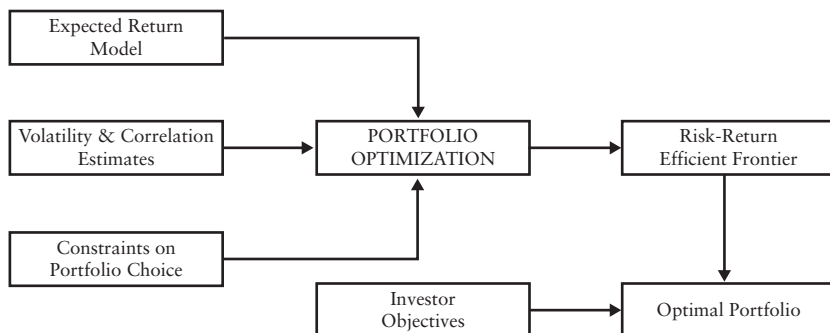 Expected Return
Model
Volatility & Correlation
Estimates
PORTFOLIO
OPTIMIZATION
Risk-Return
Efficient Frontier
Constraints on
Portfolio Choice
Investor
Objectives
Optimal Portfolio